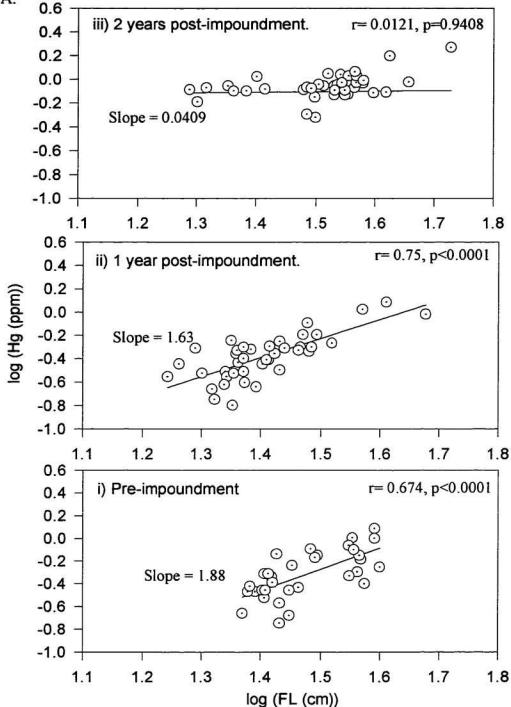 A.
0.6
iii) 2 years post-impoundment.
r= 0.0121, p=0.9408
0.4
0.2
0.0
-0.2
Slope = 0.0409
-0.4
-0.6
-0.8
-1.0
1.1 1.2 1.3 1.4 1.5 1.6 1.7 1.8
0.6
ii) 1 year post-impoundment.
r= 0.75, p<0.0001
0.4
0.2
0.0
Slope = 1.63
-0.2
-0.4
-0.6
-0.8
-1.0
log (Hg (ppm))
1.1 1.2 1.3 1.4 1.5 1.6 1.7 1.8
0.6
i) Pre-impoundment
r= 0.674, p<0.0001
0.4
0.2
0.0
-0.2
Slope = 1.88
-0.4
-0.6
-0.8
-1.0
1.1 1.2 1.3 1.4 1.5 1.6 1.7 1.8
log (FL (cm))